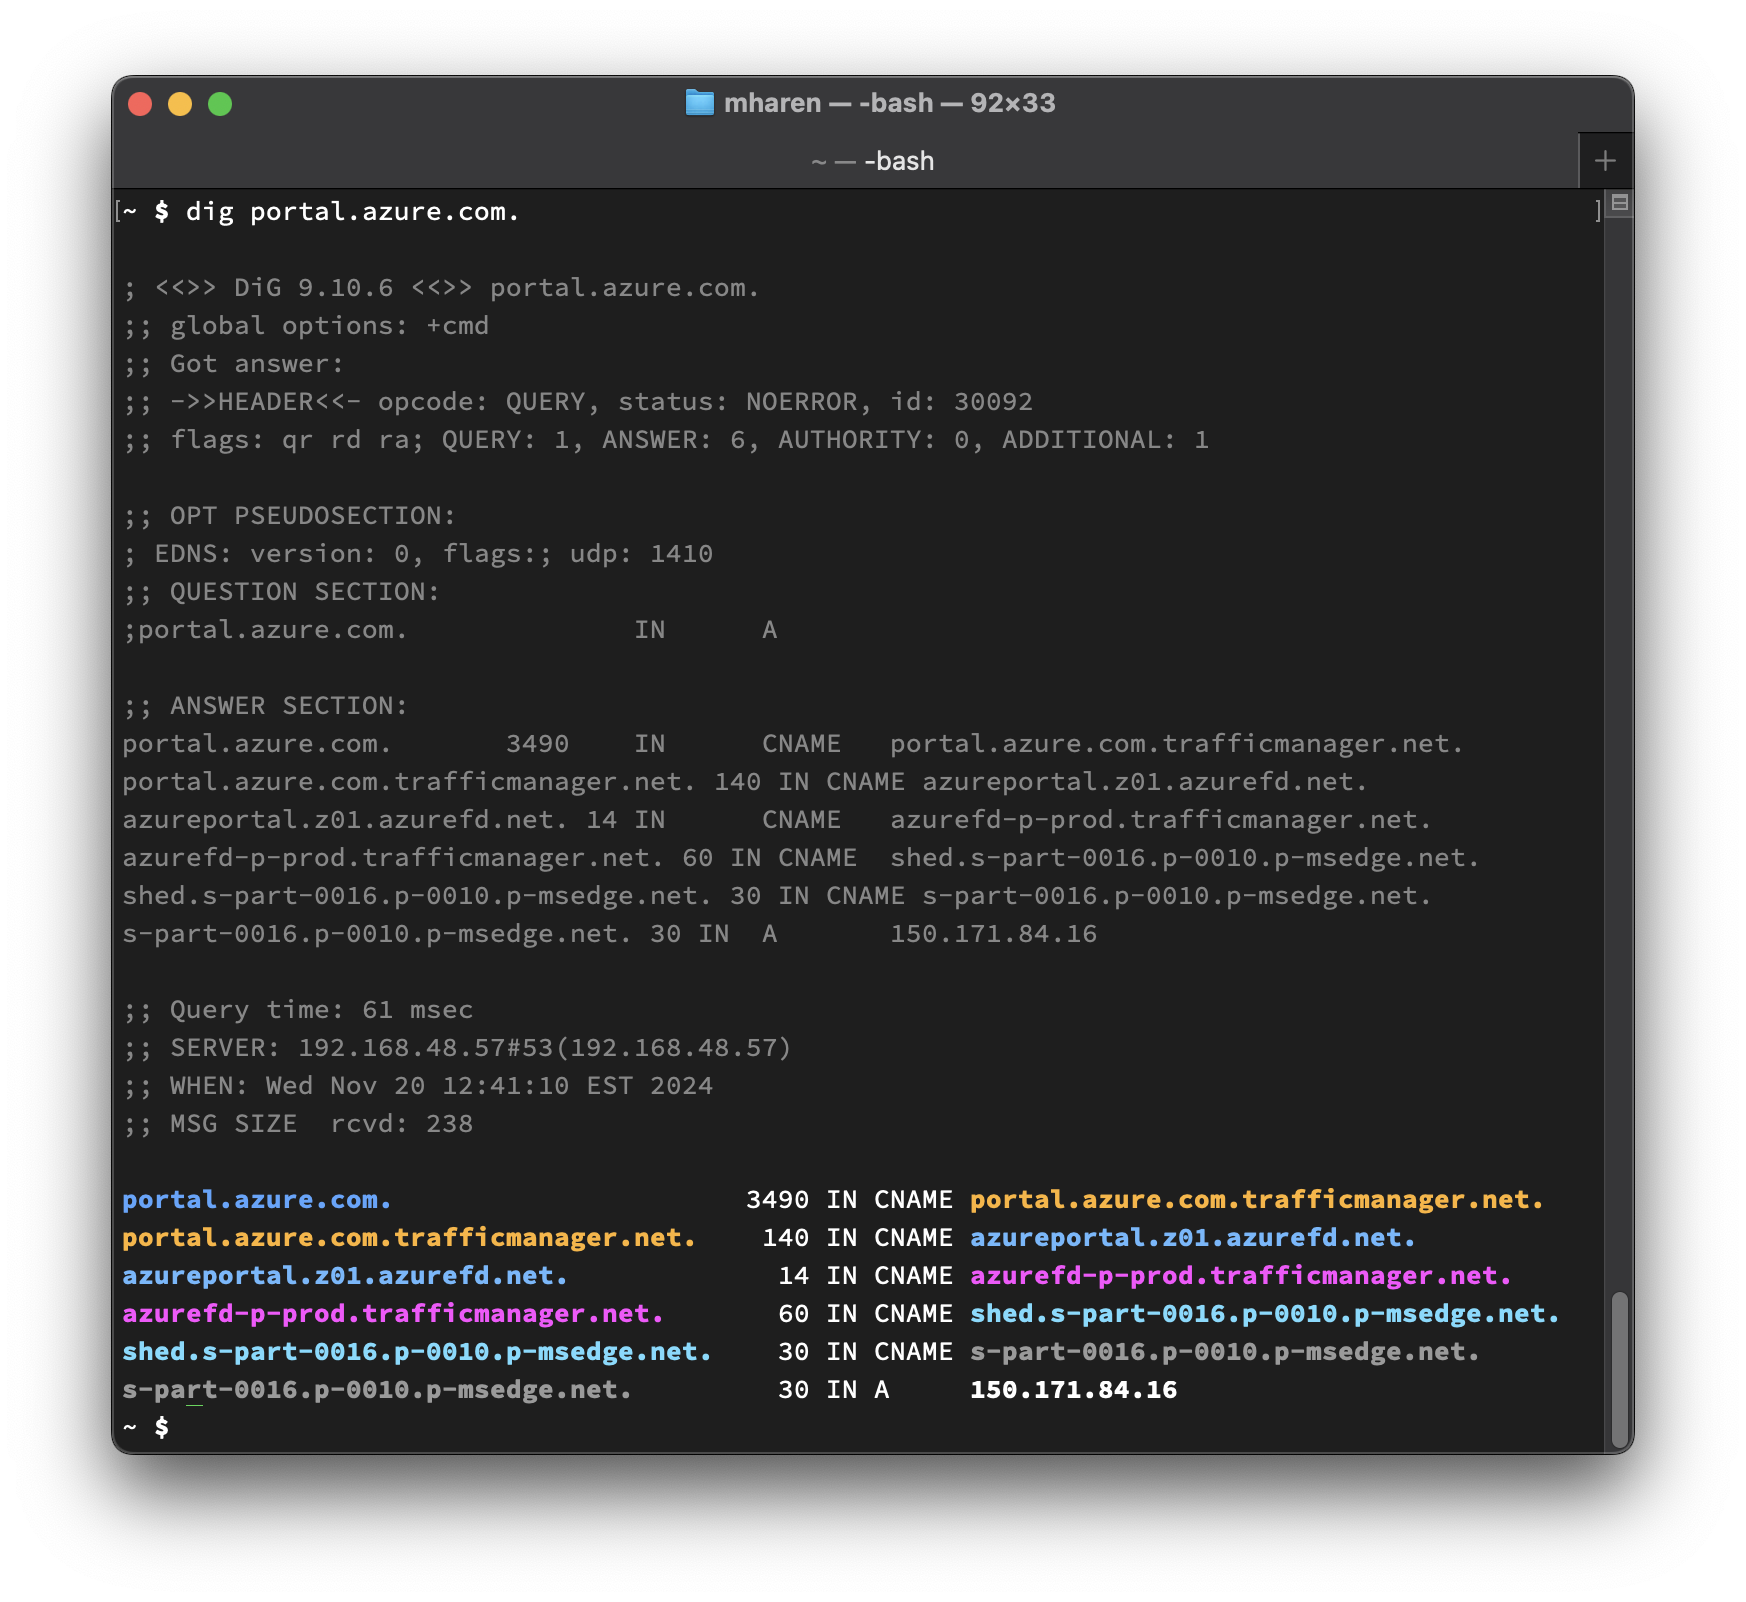 mharen — -bash — 92×33
~ — -bash
+
[~ $ dig portal.azure.com. ]
; <<>> DiG 9.10.6 <<>> portal.azure.com.
;; global options: +cmd
;; Got answer:
;; ->>HEADER<<- opcode: QUERY, status: NOERROR, id: 30092
;; flags: qr rd ra; QUERY: 1, ANSWER: 6, AUTHORITY: 0, ADDITIONAL: 1
;; OPT PSEUDOSECTION:
; EDNS: version: 0, flags:; udp: 1410
;; QUESTION SECTION:
;portal.azure.com. IN A
;; ANSWER SECTION:
portal.azure.com. 3490 IN CNAME portal.azure.com.trafficmanager.net.
portal.azure.com.trafficmanager.net. 140 IN CNAME azureportal.z01.azurefd.net.
azureportal.z01.azurefd.net. 14 IN CNAME azurefd-p-prod.trafficmanager.net.
azurefd-p-prod.trafficmanager.net. 60 IN CNAME shed.s-part-0016.p-0010.p-msedge.net.
shed.s-part-0016.p-0010.p-msedge.net. 30 IN CNAME s-part-0016.p-0010.p-msedge.net.
s-part-0016.p-0010.p-msedge.net. 30 IN A 150.171.84.16
;; Query time: 61 msec
;; SERVER: 192.168.48.57#53(192.168.48.57)
;; WHEN: Wed Nov 20 12:41:10 EST 2024
;; MSG SIZE rcvd: 238
portal.azure.com. 3490 IN CNAME portal.azure.com.trafficmanager.net.
portal.azure.com.trafficmanager.net. 140 IN CNAME azureportal.z01.azurefd.net.
azureportal.z01.azurefd.net. 14 IN CNAME azurefd-p-prod.trafficmanager.net.
azurefd-p-prod.trafficmanager.net. 60 IN CNAME shed.s-part-0016.p-0010.p-msedge.net.
shed.s-part-0016.p-0010.p-msedge.net. 30 IN CNAME s-part-0016.p-0010.p-msedge.net.
s-part-0016.p-0010.p-msedge.net. 30 IN A 150.171.84.16
~ $